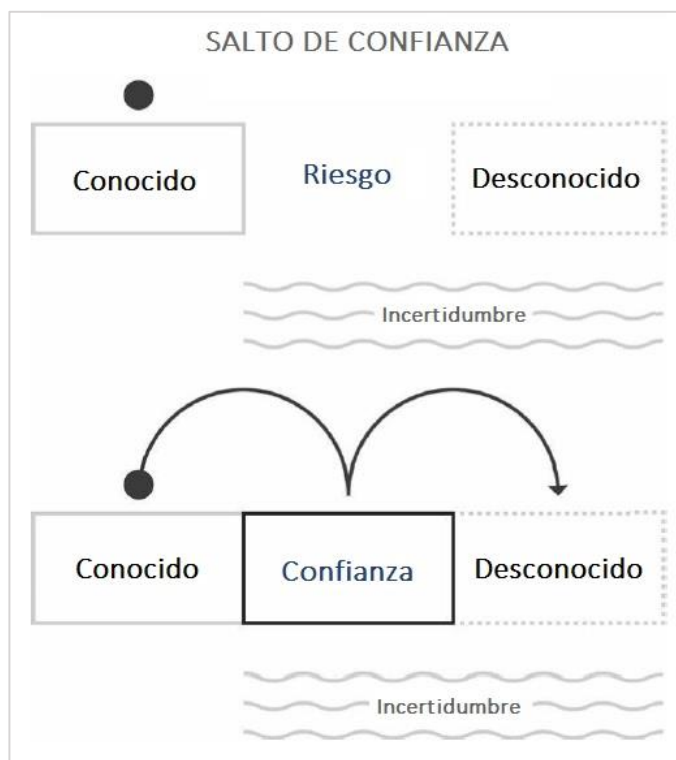 SALTO DE CONFIANZA
Conocido
Riesgo
Desconocido
Incertidumbre
Conocido
Confianza
Desconocido
Incertidumbre